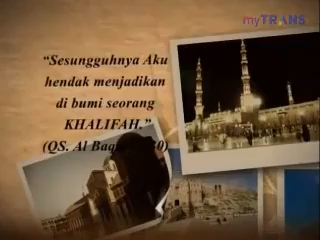 myTRANS
“Sesungguhnya Aku
hendak menjadikan
di bumi seorang
KHALIFAH.”
(QS. Al